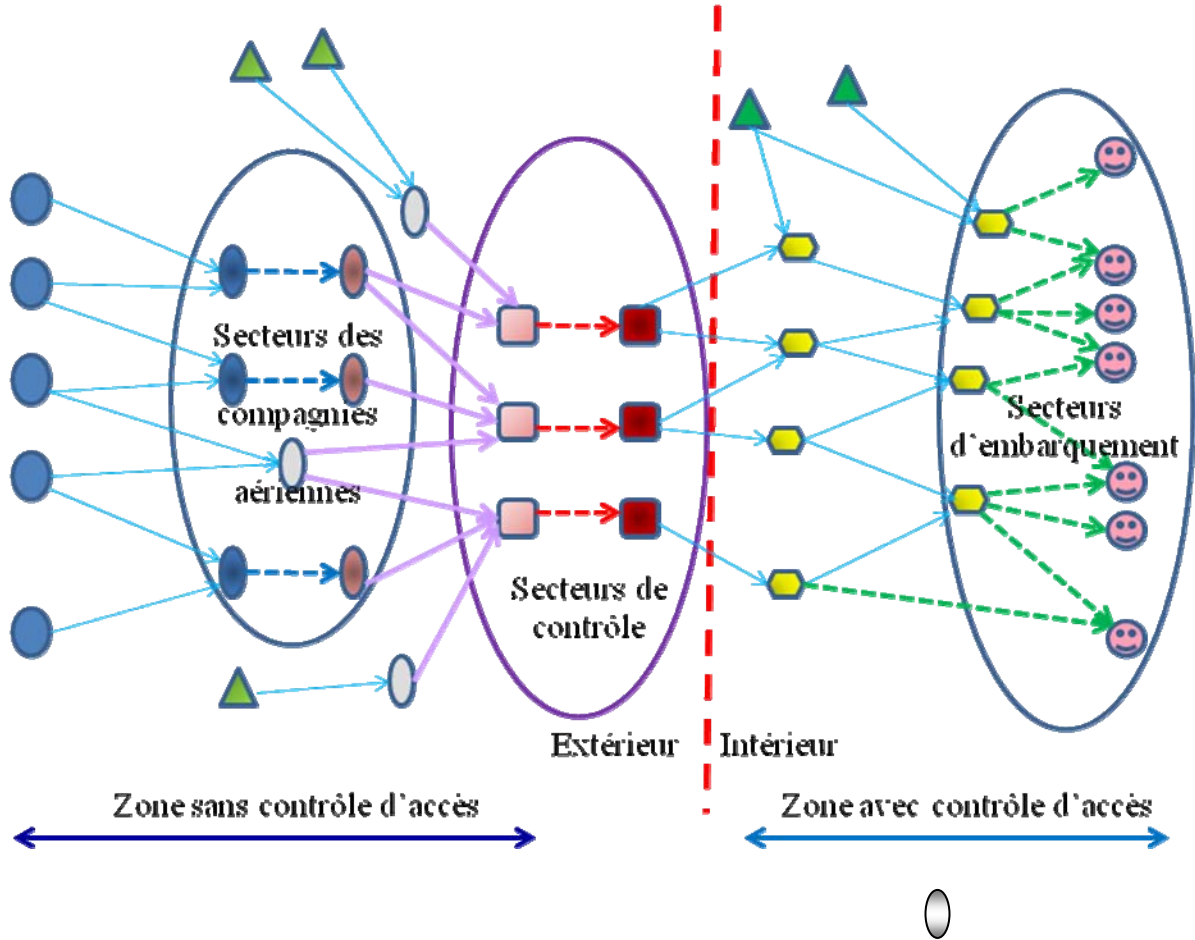 Secteurs des
compagnies
aériennes
Secteurs de
contrôle
Secteurs
d'embarquement
Extérieur
Intérieur
Zone sans contrôle d'accès
Zone avec contrôle d'accès